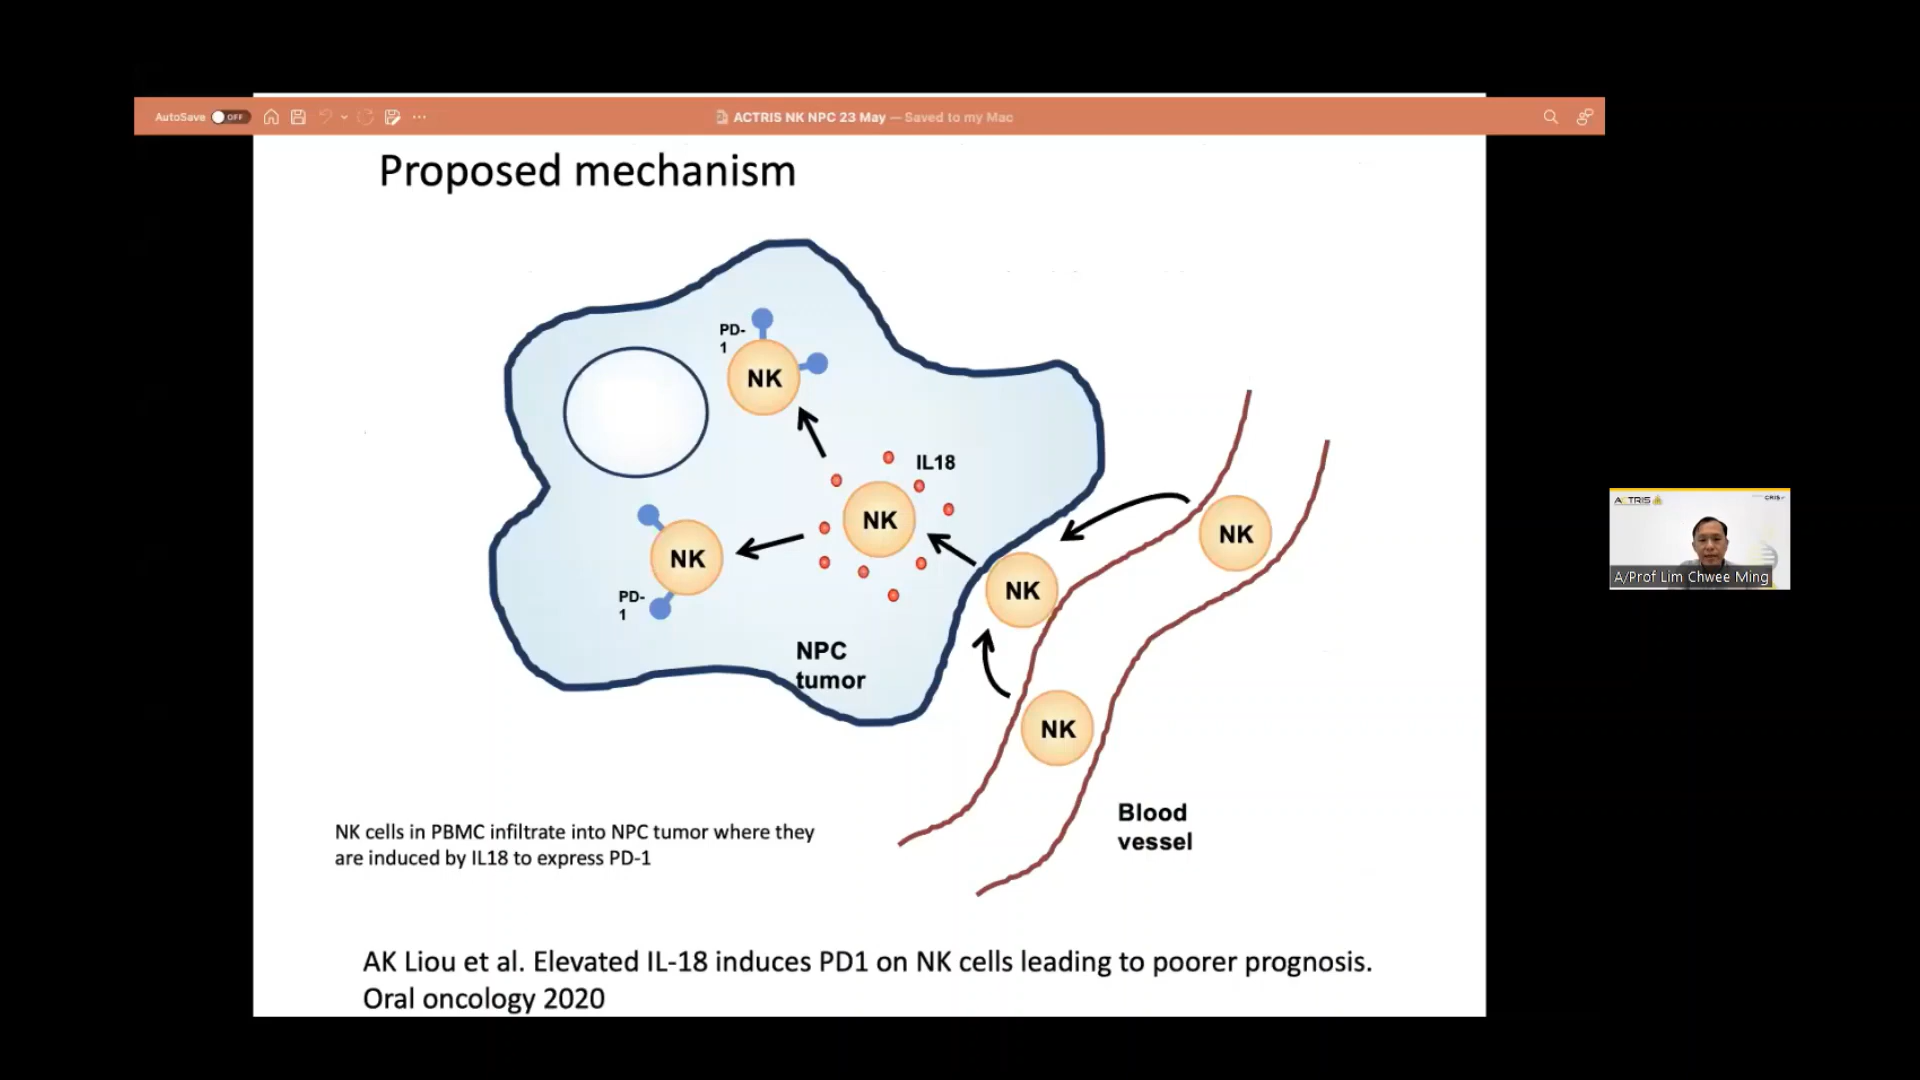 AutoSave OFF
ACTRIS NK NPC 23 May — Saved to my Mac
Proposed mechanism
PD-
1
NK
IL18
NK
NK
NK
NK
PD-
1
NK
NPC
tumor
Blood
vessel
NK cells in PBMC infiltrate into NPC tumor where they
are induced by IL18 to express PD-1
AK Liou et al. Elevated IL-18 induces PD1 on NK cells leading to poorer prognosis.
Oral oncology 2020
ACTRIS
CRIS
A/Prof Lim Chwee Ming